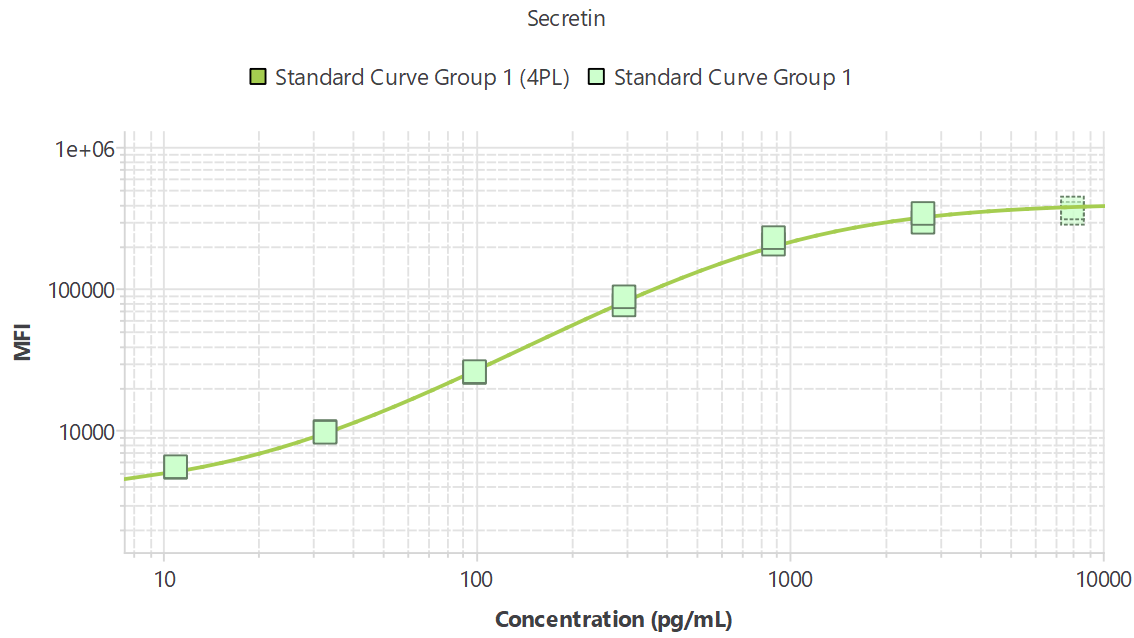 Secretin
Standard Curve Group 1 (4PL) Standard Curve Group 1
1e+06
100000
10000
MFI
10 100 1000 10000
Concentration (pg/mL)